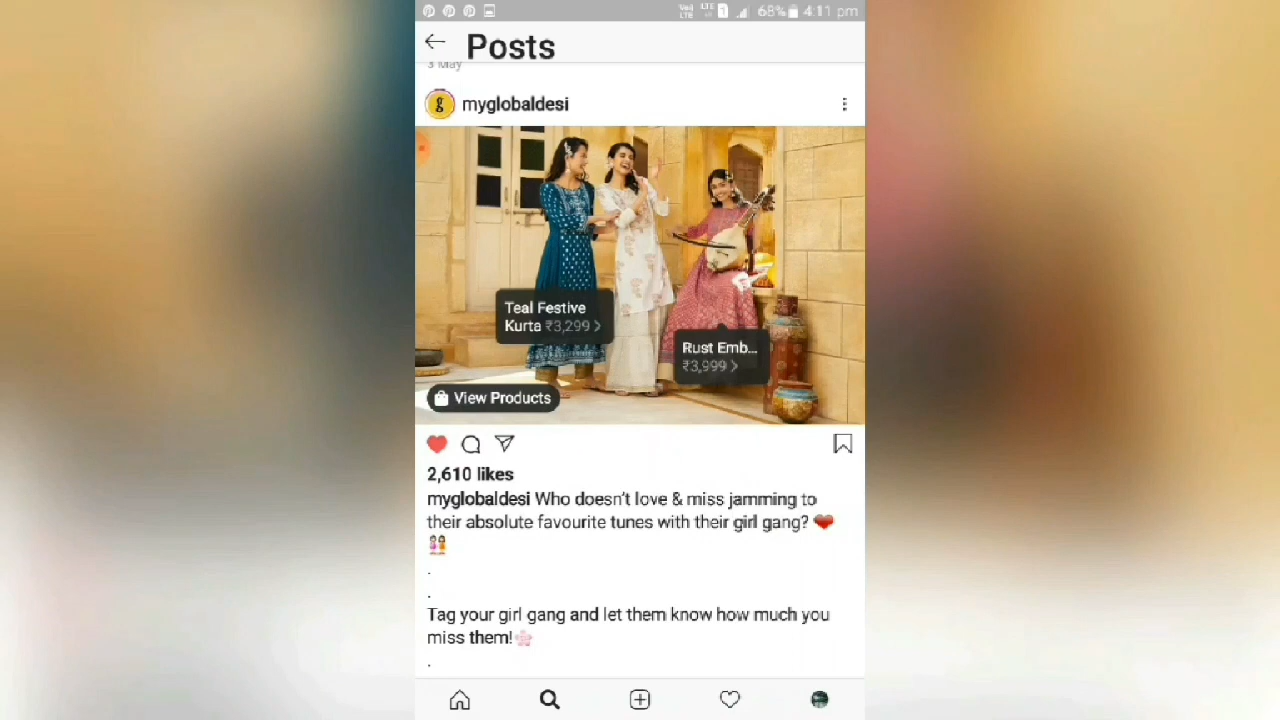 68% 4:11 pm
Posts
3 May
myglobaldesi
Teal Festive
Kurta ₹3,299 >
Rust Emb...
₹3,999 >
View Products
2,610 likes
myglobaldesi Who doesn't love & miss jamming to
their absolute favourite tunes with their girl gang? ❤️
👭
.
.
Tag your girl gang and let them know how much you
miss them!🌸
.